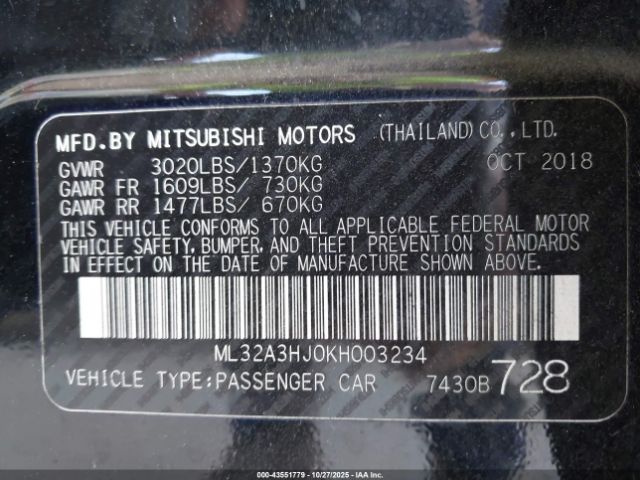 MFD.BY MITSUBISHI MOTORS (THAILAND)CO.,LTD.
GVWR 3020LBS/1370KG OCT 2018
GAWR FR 1609LBS/ 730KG
GAWR RR 1477LBS/ 670KG
THIS VEHICLE CONFORMS TO ALL APPLICABLE FEDERAL MOTOR
VEHICLE SAFETY, BUMPER, AND THEFT PREVENTION STANDARDS
IN EFFECT ON THE DATE OF MANUFACTURE SHOWN ABOVE.
ML32A3HJ0KH003234
VEHICLE TYPE:PASSENGER CAR 7430B 728
00-43551779 - 10/27/2025 - IAA Inc.